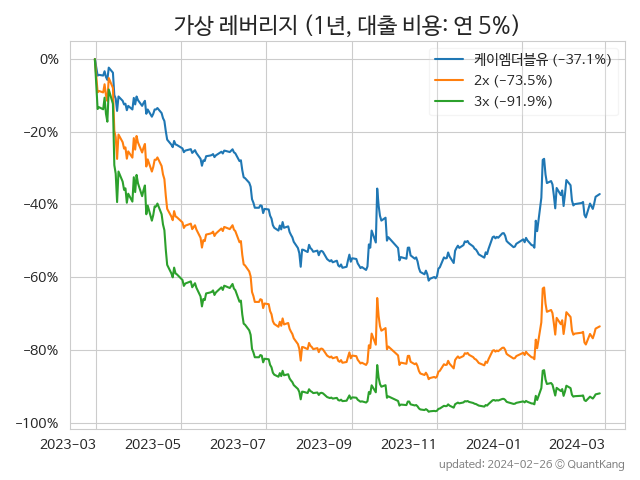 가상 레버리지 (1년, 대출 비용: 연 5%)
케이엠더블유 (−37.1%)
2x (−73.5%)
3x (−91.9%)
0%
−20%
−40%
−60%
−80%
−100%
2023-03 2023-05 2023-07 2023-09 2023-11 2024-01 2024-03
updated: 2024-02-26 © QuantKang